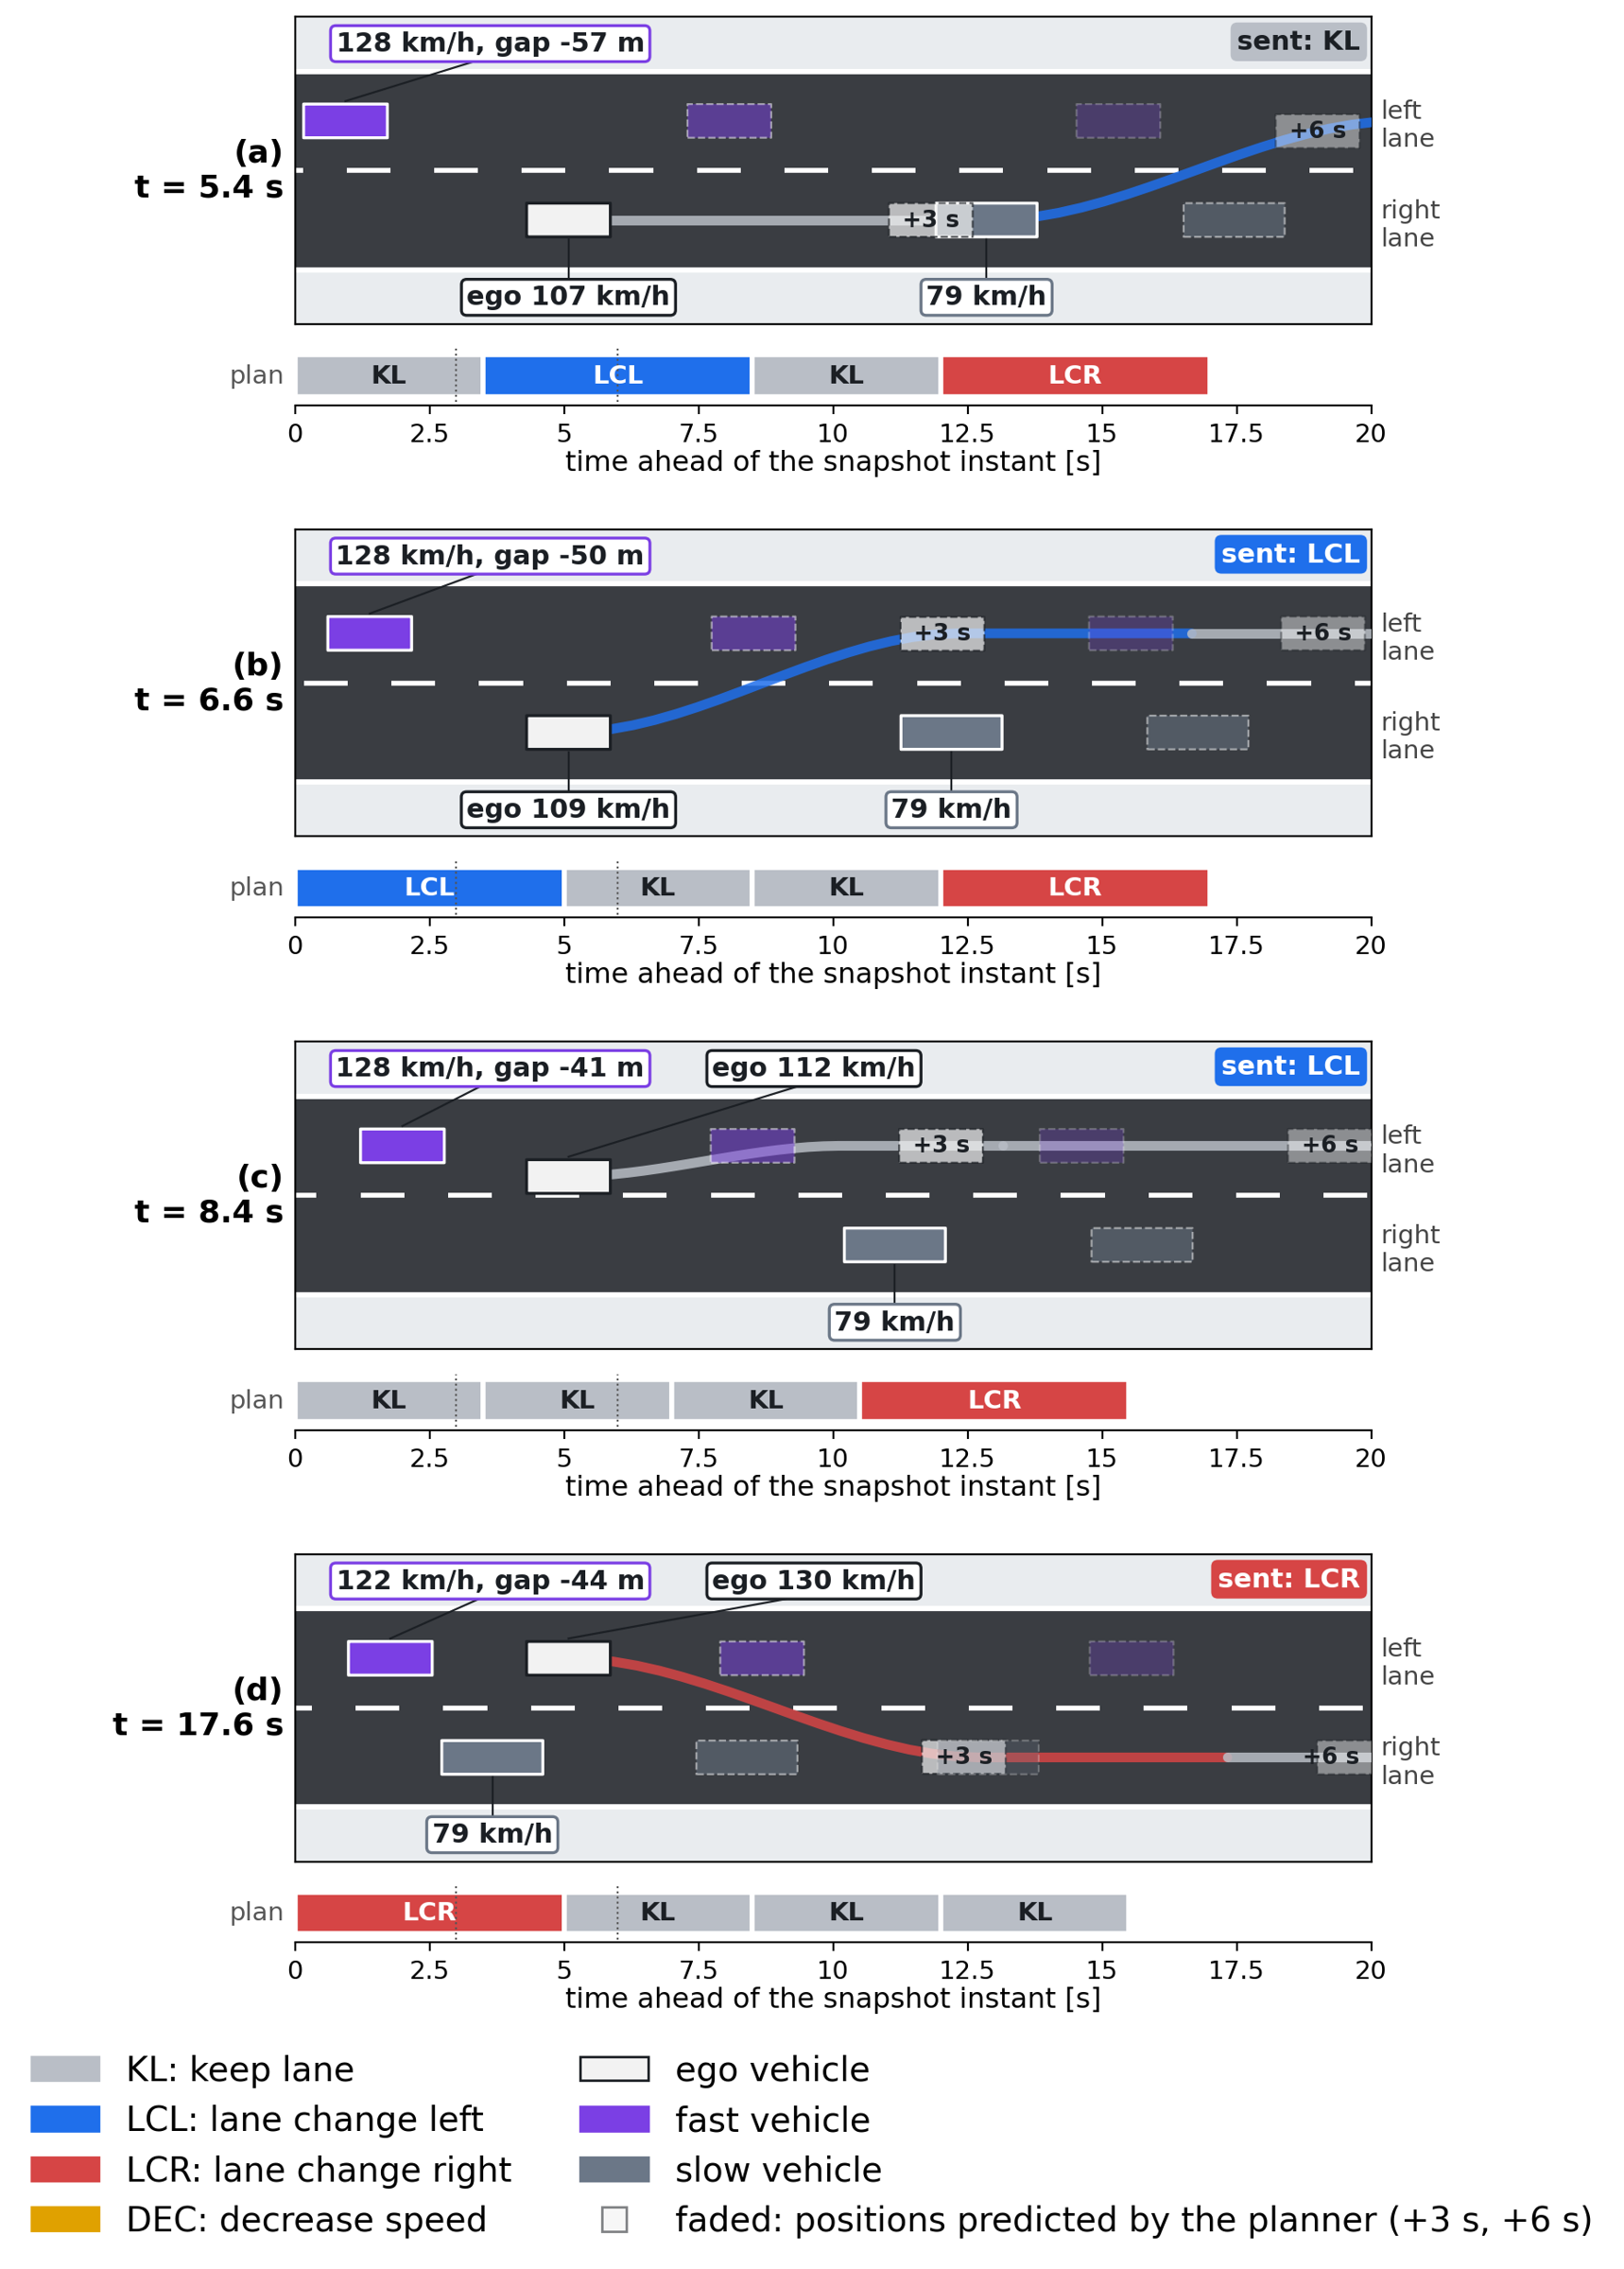 128 km/h, gap -57 m
sent: KL
(a)
t = 5.4 s
left
lane
+6 s
+3 s
right
lane
ego 107 km/h
79 km/h
plan
KL
LCL
KL
LCR
0
2.5
5
7.5
10
12.5
15
17.5
20
time ahead of the snapshot instant [s]
128 km/h, gap -50 m
sent: LCL
(b)
t = 6.6 s
+3 s
+6 s
left
lane
right
lane
ego 109 km/h
79 km/h
plan
LCL
KL
KL
LCR
0
2.5
5
7.5
10
12.5
15
17.5
20
time ahead of the snapshot instant [s]
128 km/h, gap -41 m
ego 112 km/h
sent: LCL
(c)
t = 8.4 s
+3 s
+6 s
left
lane
right
lane
79 km/h
plan
KL
KL
KL
LCR
0
2.5
5
7.5
10
12.5
15
17.5
20
time ahead of the snapshot instant [s]
122 km/h, gap -44 m
ego 130 km/h
sent: LCR
(d)
t = 17.6 s
left
lane
+3 s
+6 s
right
lane
79 km/h
plan
LCR
KL
KL
KL
0
2.5
5
7.5
10
12.5
15
17.5
20
time ahead of the snapshot instant [s]
KL: keep lane
LCL: lane change left
LCR: lane change right
DEC: decrease speed
ego vehicle
fast vehicle
slow vehicle
faded: positions predicted by the planner (+3 s, +6 s)